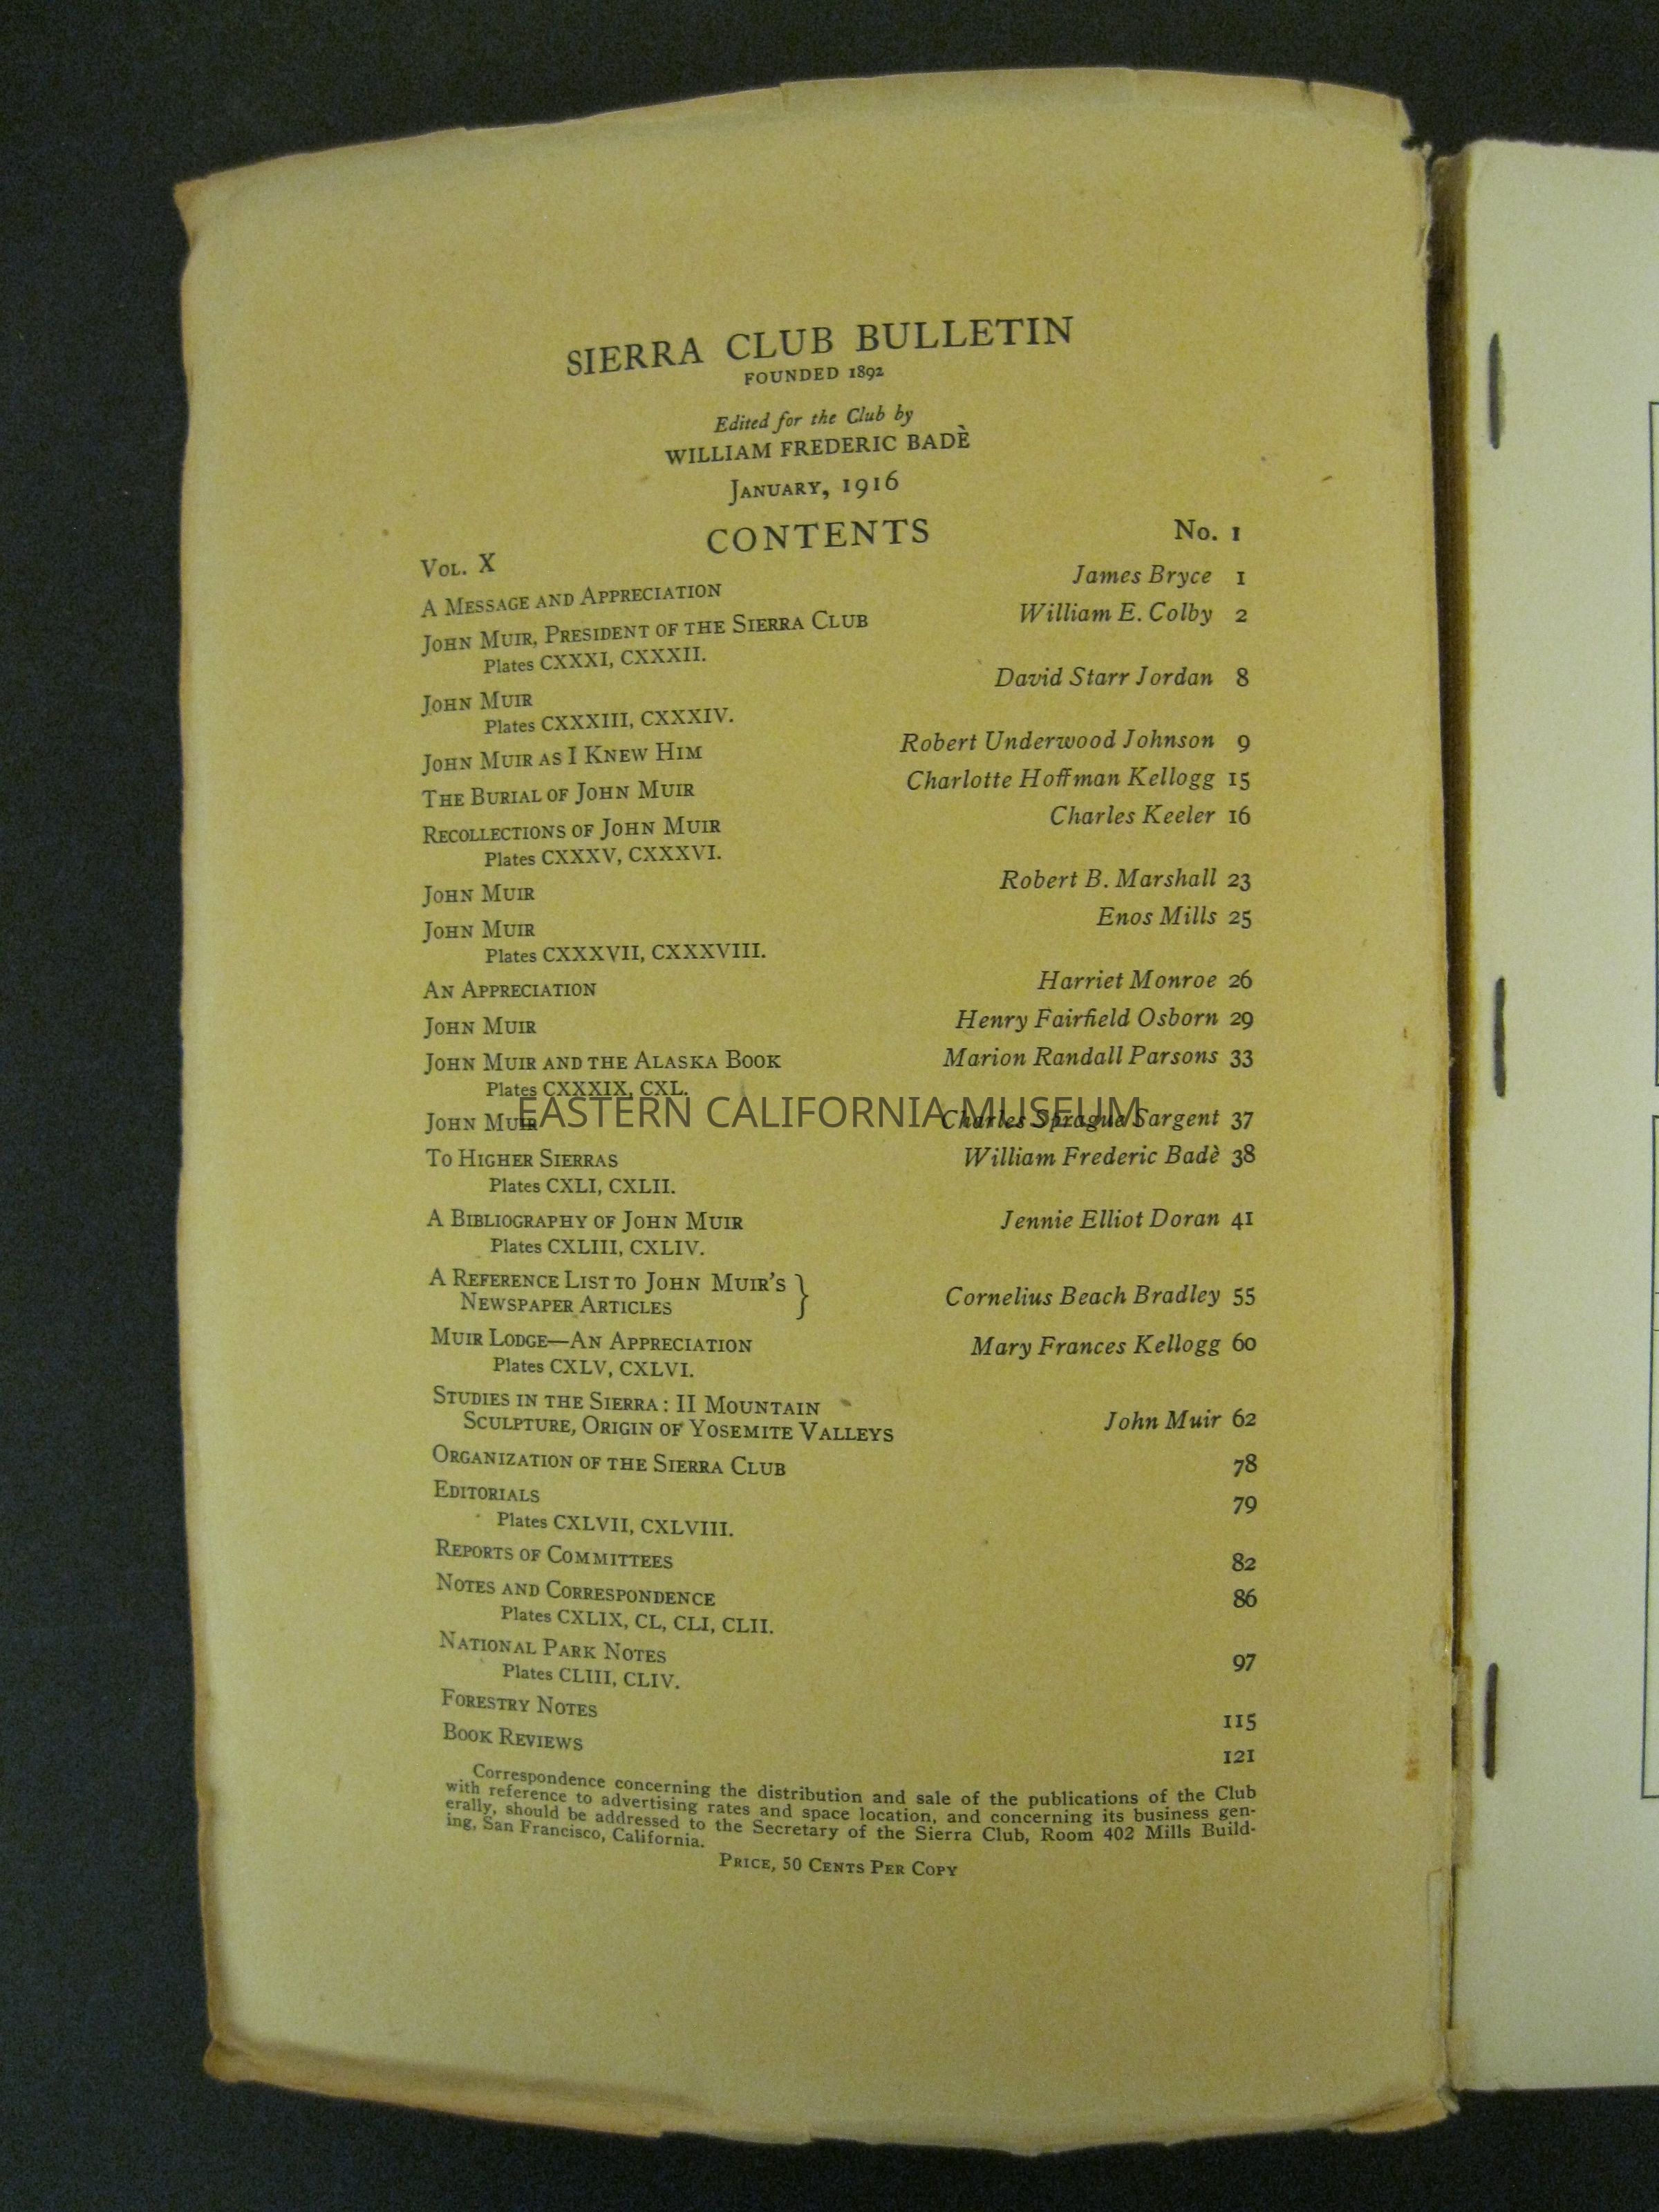 SIERRA CLUB BULLETIN
FOUNDED 1892
Edited for the Club by
WILLIAM FREDERIC BADÈ
JANUARY, 1916
CONTENTS
VOL. X No. 1
A MESSAGE AND APPRECIATION James Bryce 1
JOHN MUIR, PRESIDENT OF THE SIERRA CLUB William E. Colby 2
Plates CXXXI, CXXXII.
JOHN MUIR David Starr Jordan 8
Plates CXXXIII, CXXXIV.
JOHN MUIR AS I KNEW HIM Robert Underwood Johnson 9
THE BURIAL OF JOHN MUIR Charlotte Hoffman Kellogg 15
RECOLLECTIONS OF JOHN MUIR Charles Keeler 16
Plates CXXXV, CXXXVI.
JOHN MUIR Robert B. Marshall 23
JOHN MUIR Enos Mills 25
Plates CXXXVII, CXXXVIII.
AN APPRECIATION Harriet Monroe 26
JOHN MUIR Henry Fairfield Osborn 29
JOHN MUIR AND THE ALASKA BOOK Marion Randall Parsons 33
Plates CXXXIX, CXL.
EASTERN CALIFORNIA MUSEUM
JOHN MUIR Charles Sprague Sargent 37
TO HIGHER SIERRAS William Frederic Badè 38
Plates CXLI, CXLII.
A BIBLIOGRAPHY OF JOHN MUIR Jennie Elliot Doran 41
Plates CXLIII, CXLIV.
A REFERENCE LIST TO JOHN MUIR'S }
NEWSPAPER ARTICLES Cornelius Beach Bradley 55
MUIR LODGE—AN APPRECIATION Mary Frances Kellogg 60
Plates CXLV, CXLVI.
STUDIES IN THE SIERRA: II MOUNTAIN
SCULPTURE, ORIGIN OF YOSEMITE VALLEYS John Muir 62
ORGANIZATION OF THE SIERRA CLUB 78
EDITORIALS 79
Plates CXLVII, CXLVIII.
REPORTS OF COMMITTEES 82
NOTES AND CORRESPONDENCE 86
Plates CXLIX, CL, CLI, CLII.
NATIONAL PARK NOTES 97
Plates CLIII, CLIV.
FORESTRY NOTES 115
BOOK REVIEWS 121
Correspondence concerning the distribution and sale of the publications of the Club
with reference to advertising rates and space location, and concerning its business gen-
erally, should be addressed to the Secretary of the Sierra Club, Room 402 Mills Build-
ing, San Francisco, California.
PRICE, 50 CENTS PER COPY